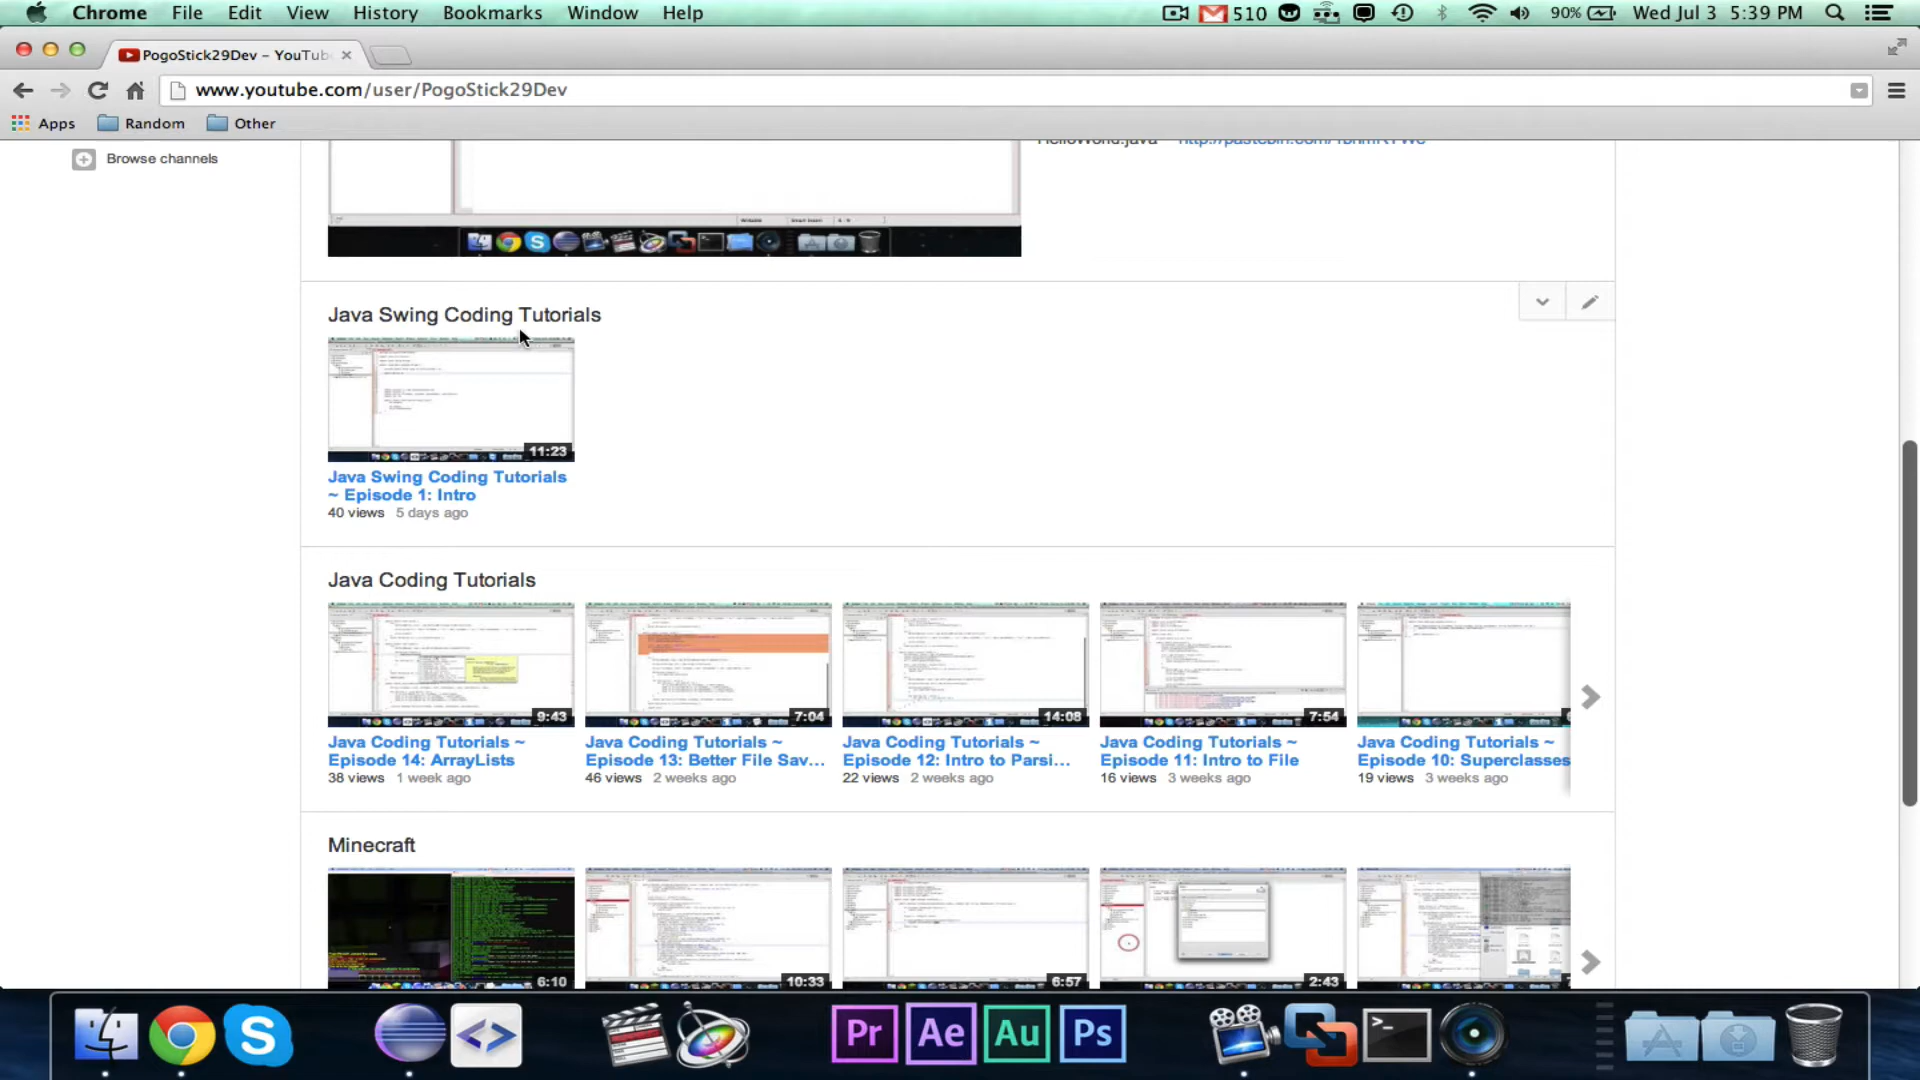 Chrome File Edit View History Bookmarks Window Help 510 90% Wed Jul 3 5:39 PM
PogoStick29Dev - YouTub
www.youtube.com/user/PogoStick29Dev
Apps Random Other
Browse channels
HelloWorld.java
Java Swing Coding Tutorials
11:23
Java Swing Coding Tutorials
~ Episode 1: Intro
40 views 5 days ago
Java Coding Tutorials
9:43 7:04 14:08 7:54
Java Coding Tutorials ~ Java Coding Tutorials ~ Java Coding Tutorials ~ Java Coding Tutorials ~ Java Coding Tutorials ~
Episode 14: ArrayLists Episode 13: Better File Sav... Episode 12: Intro to Parsi... Episode 11: Intro to File Episode 10: Superclasses
38 views 1 week ago 46 views 2 weeks ago 22 views 2 weeks ago 16 views 3 weeks ago 19 views 3 weeks ago
Minecraft
6:10 10:33 6:57 2:43
Pr Ae Au Ps